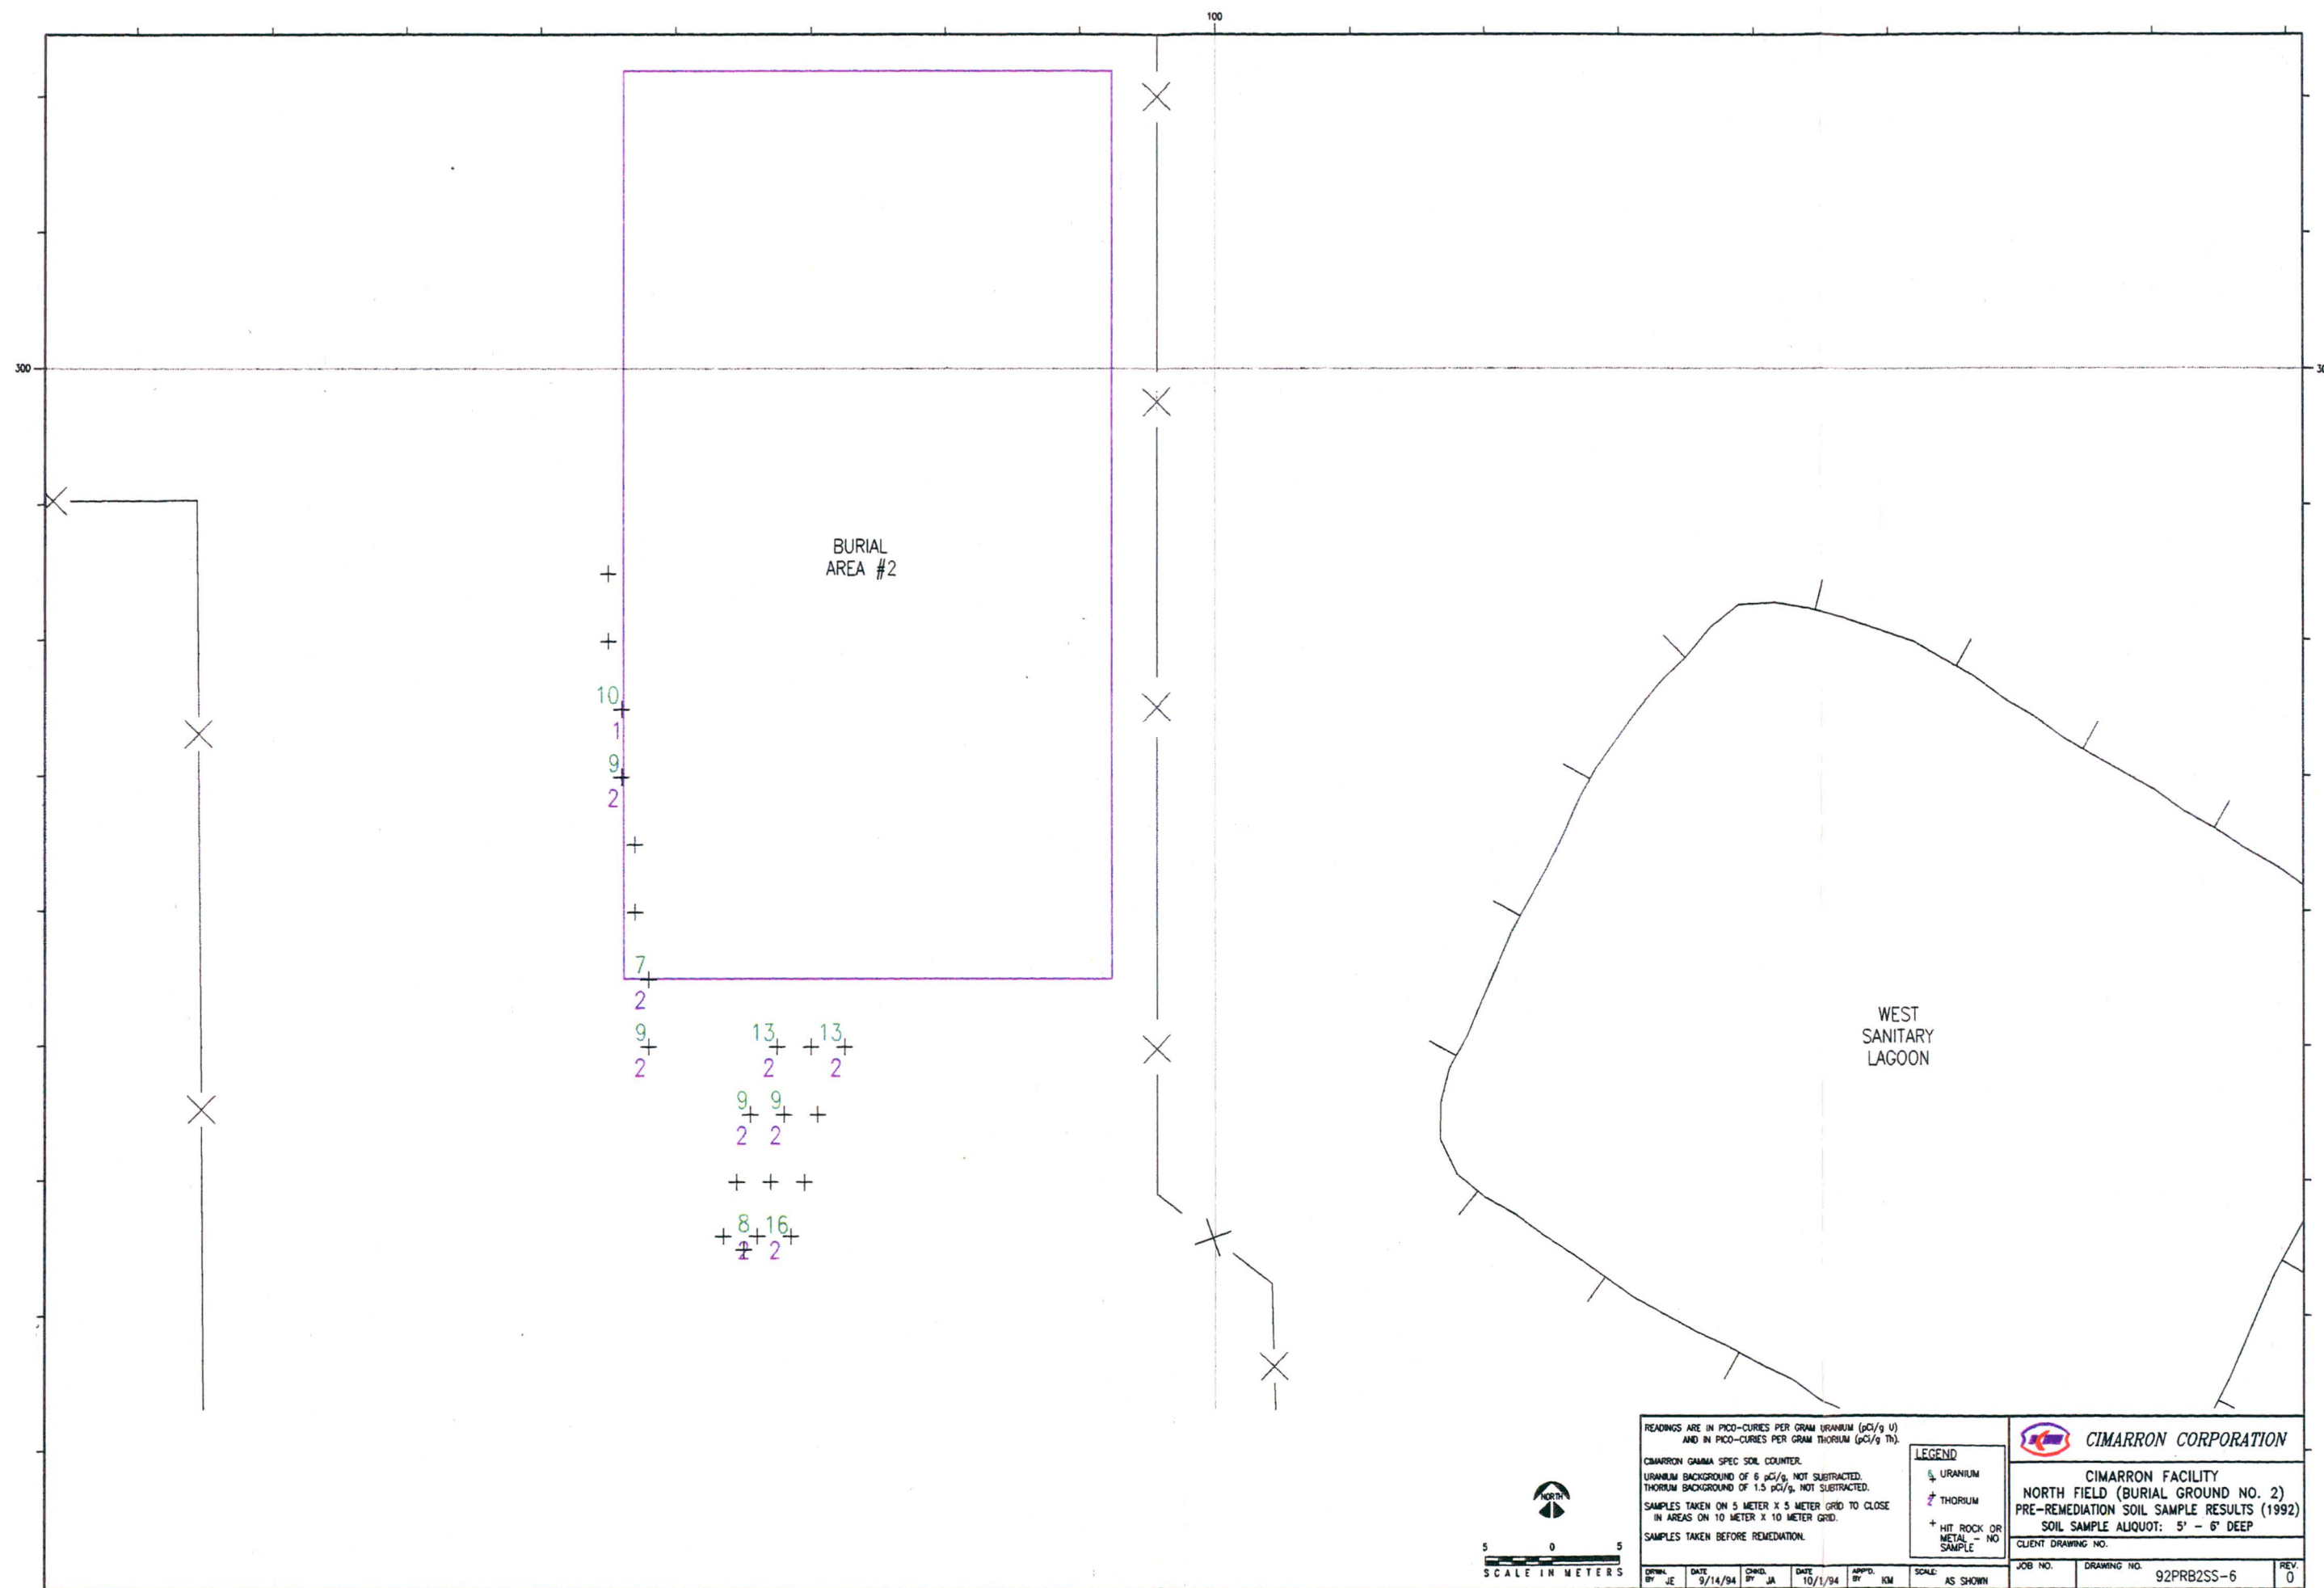 100
300
30
BURIAL
AREA #2
10
1
9
2
7
2
9 13 13
2 2 2
9 9
2 2
8 16
2 2
WEST
SANITARY
LAGOON
NORTH
5 0 5
SCALE IN METERS
READINGS ARE IN PICO-CURIES PER GRAM URANIUM (pCi/g U)
AND IN PICO-CURIES PER GRAM THORIUM (pCi/g Th).
CIMARRON GAMMA SPEC SOIL COUNTER.
URANIUM BACKGROUND OF 6 pCi/g, NOT SUBTRACTED.
THORIUM BACKGROUND OF 1.5 pCi/g, NOT SUBTRACTED.
SAMPLES TAKEN ON 5 METER X 5 METER GRID TO CLOSE
IN AREAS ON 10 METER X 10 METER GRID.
SAMPLES TAKEN BEFORE REMEDIATION.
LEGEND
URANIUM
THORIUM
HIT ROCK OR
METAL - NO
SAMPLE
CIMARRON CORPORATION
CIMARRON FACILITY
NORTH FIELD (BURIAL GROUND NO. 2)
PRE-REMEDIATION SOIL SAMPLE RESULTS (1992)
SOIL SAMPLE ALIQUOT: 5' - 6' DEEP
CLIENT DRAWING NO.
JOB NO. DRAWING NO. 92PRB2SS-6 REV. 0
DRWN. BY JE DATE 9/14/94 CHKD. BY JA DATE 10/1/94 APP'D. BY KM SCALE: AS SHOWN